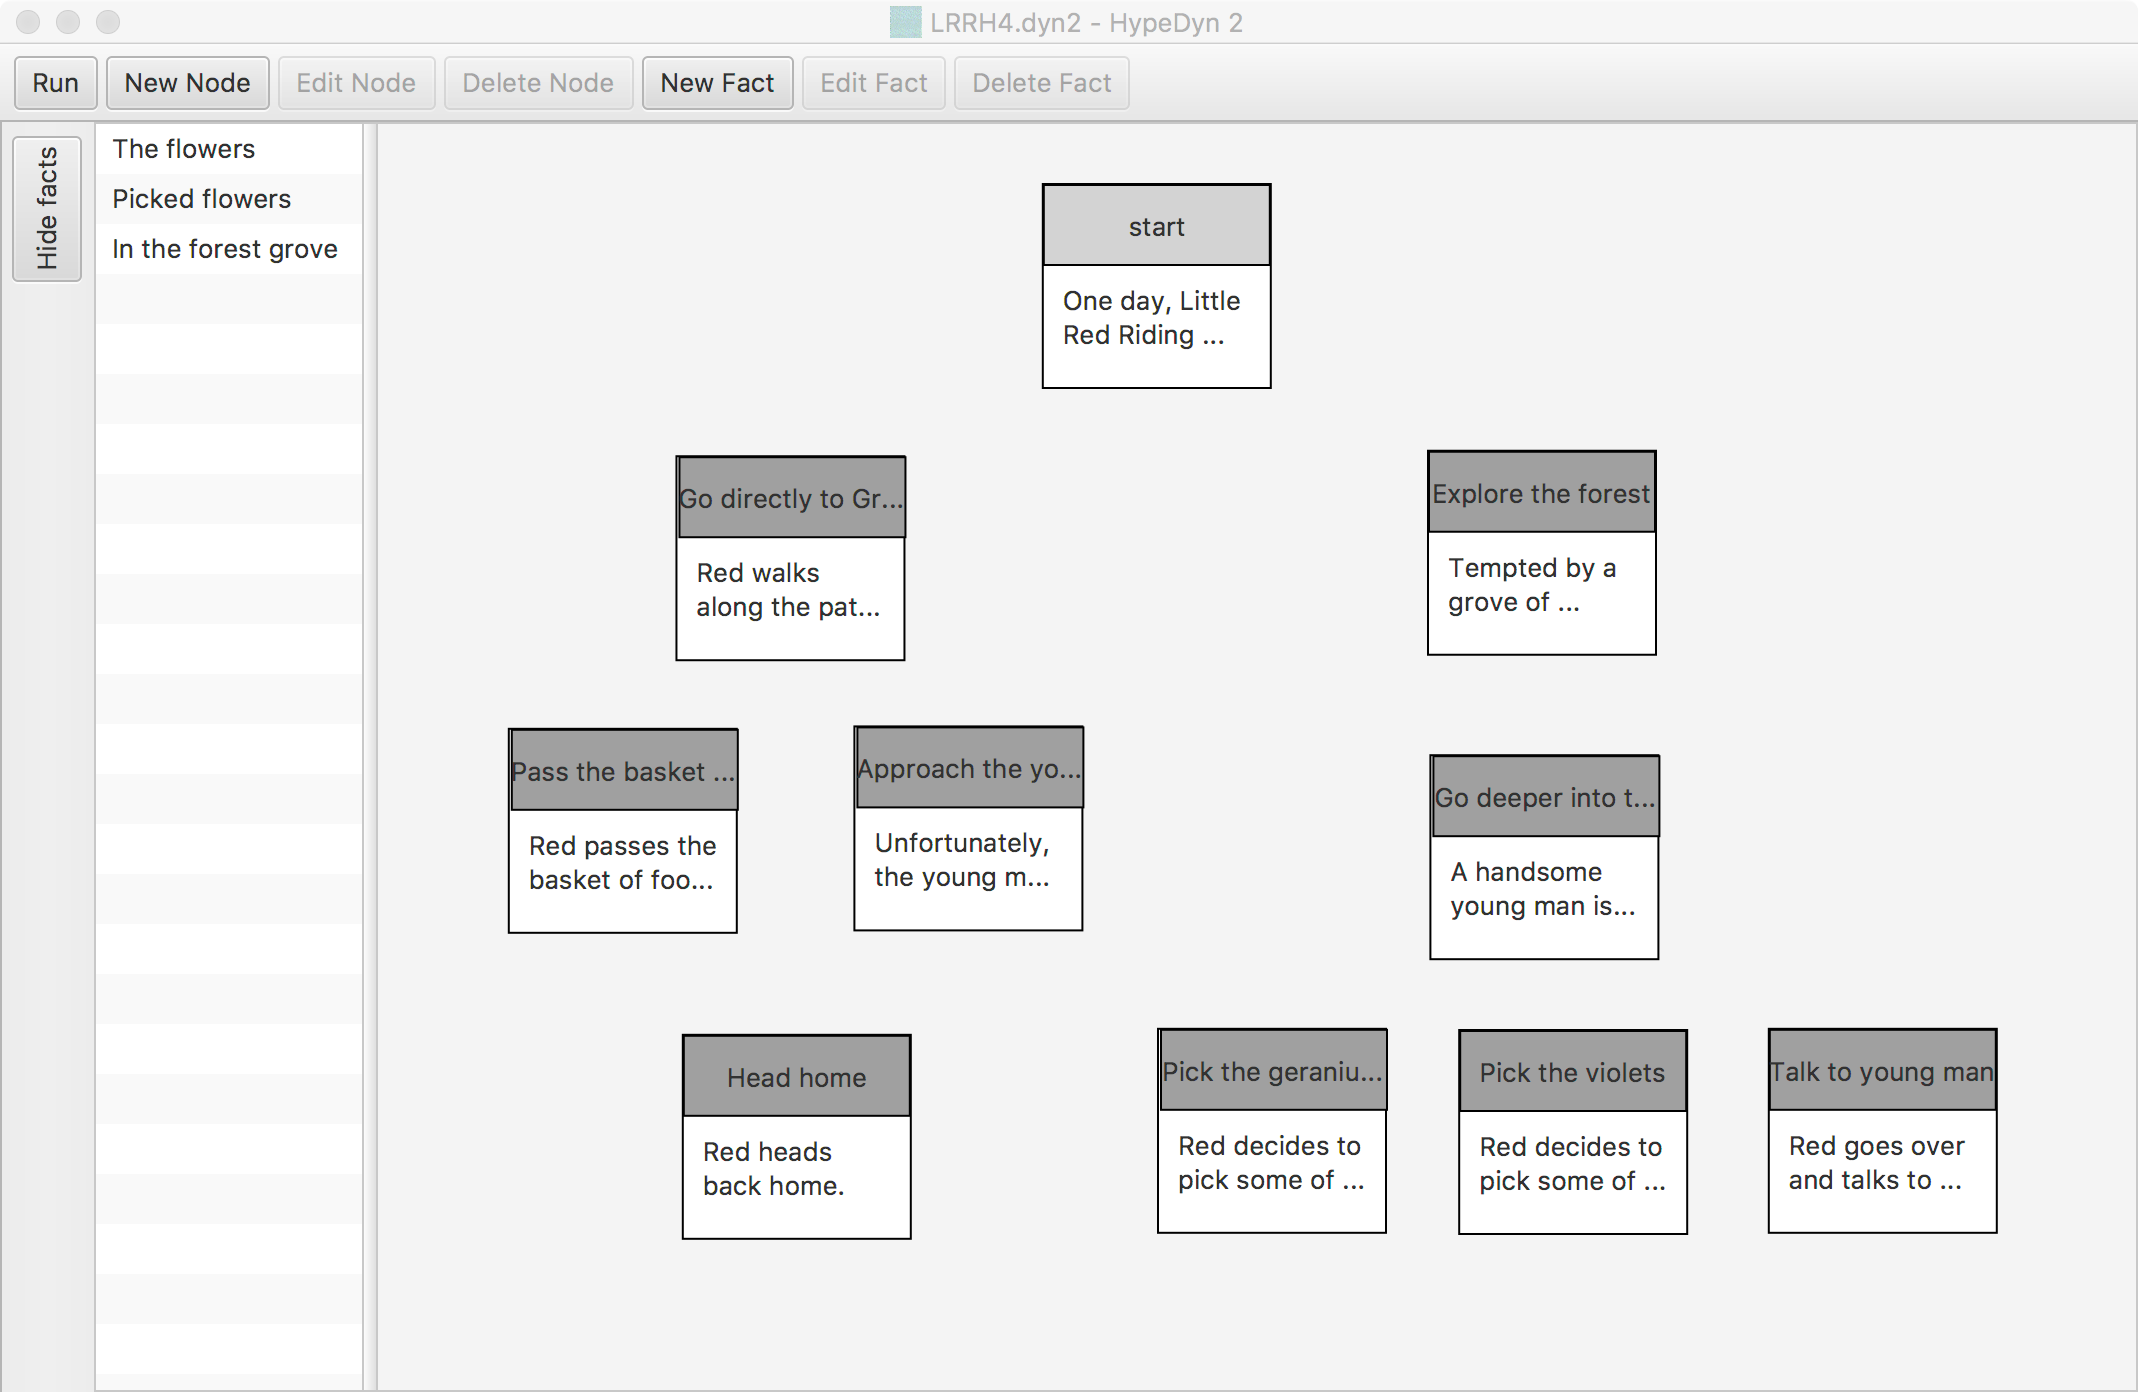 LRRH4.dyn2 - HypeDyn 2
Run
New Node
Edit Node
Delete Node
New Fact
Edit Fact
Delete Fact
Hide facts
The flowers
Picked flowers
In the forest grove
start
One day, Little
Red Riding ...
Go directly to Gr...
Red walks
along the pat...
Explore the forest
Tempted by a
grove of ...
Pass the basket ...
Red passes the
basket of foo...
Approach the yo...
Unfortunately,
the young m...
Go deeper into t...
A handsome
young man is...
Head home
Red heads
back home.
Pick the geraniu...
Red decides to
pick some of ...
Pick the violets
Red decides to
pick some of ...
Talk to young man
Red goes over
and talks to ...